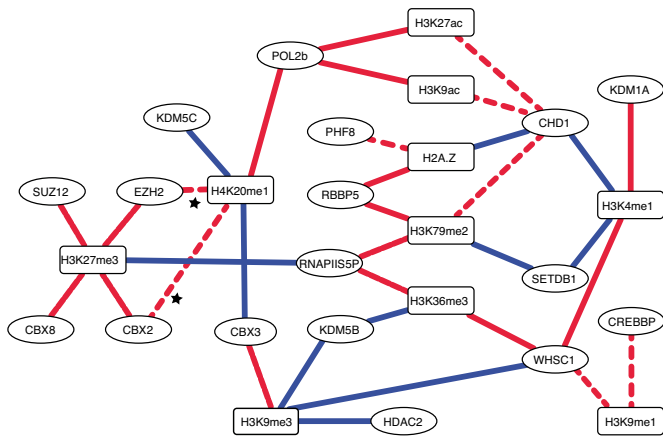 H3K27ac
POL2b
H3K9ac
KDM1A
KDM5C
PHF8
CHD1
H2A.Z
SUZ12
EZH2
H4K20me1
RBBP5
H3K4me1
H3K79me2
H3K27me3
RNAPIIS5P
SETDB1
H3K36me3
CBX8
CBX2
CBX3
KDM5B
CREBBP
WHSC1
H3K9me3
HDAC2
H3K9me1